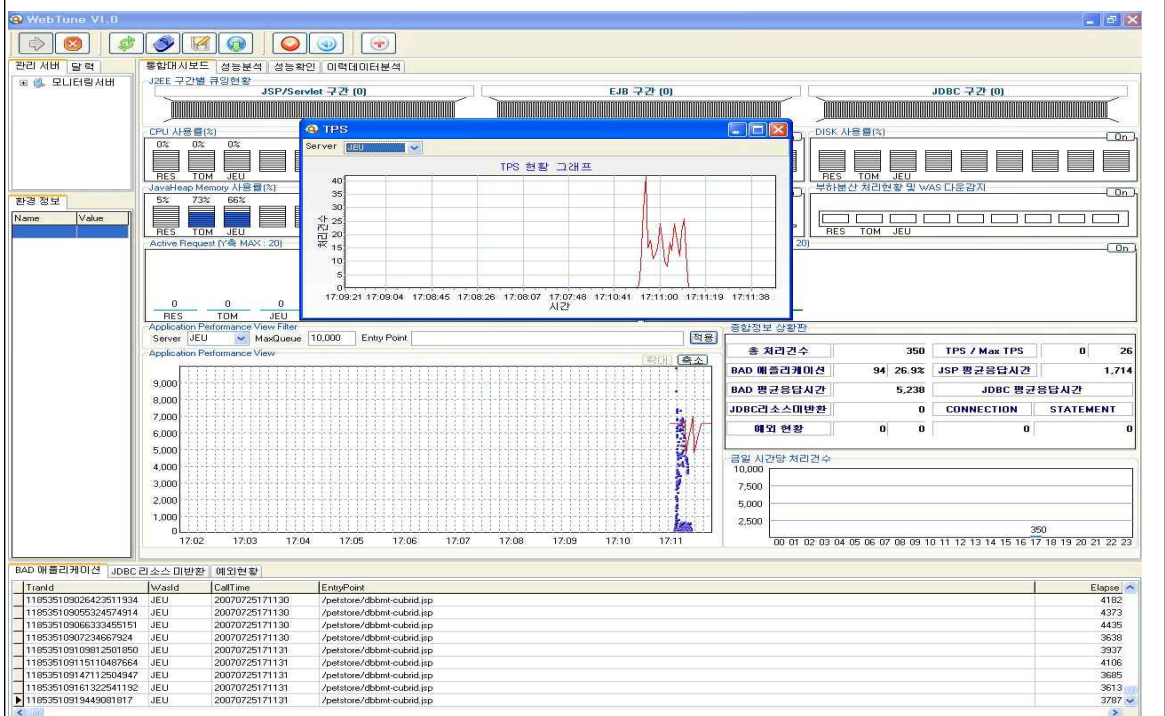 WebTune V1.0
관리 서버 달 력
모니터링서버
환경 정보
Name Value
통합대시보드 성능분석 성능확인 이력데이터분석
J2EE 구간별 큐잉현황
JSP/Servlet 구간 (0) EJB 구간 (0) JDBC 구간 (0)
CPU 사용률(%)
0% 0% 0%
RES TOM JEU
DISK 사용률(%) On
RES TOM JEU
JavaHeap Memory 사용률(%)
5% 73% 66%
RES TOM JEU
부하분산 처리현황 및 WAS 다운감지 On
RES TOM JEU
Active Request (Y축 MAX : 20)
20) On
0 0 0
RES TOM JEU
TPS
Server JEU
TPS 현황 그래프
처리건수
40
35
30
25
20
15
10
5
0
17:09:21 17:09:04 17:08:45 17:08:26 17:08:07 17:07:48 17:10:41 17:11:00 17:11:19 17:11:38
시간
Application Performance View Filter
Server JEU MaxQueue 10,000 Entry Point 적용
Application Performance View
확대 축소
9,000
8,000
7,000
6,000
5,000
4,000
3,000
2,000
1,000
0
17:02 17:03 17:04 17:05 17:06 17:07 17:08 17:09 17:10 17:11
종합정보 상황판
총 처리건수 350 TPS / Max TPS 0 26
BAD 애플리케이션 94 26.9% JSP 평균응답시간 1,714
BAD 평균응답시간 5,238 JDBC 평균응답시간
JDBC리소스미반환 0 CONNECTION STATEMENT
예외 현황 0 0 0 0
금일 시간당 처리건수
10,000
7,500
5,000
2,500
350
00 01 02 03 04 05 06 07 08 09 10 11 12 13 14 15 16 17 18 19 20 21 22 23
BAD 애플리케이션 JDBC 리소스 미반환 예외현황
TranId WasId CallTime EntryPoint Elapse
118535109026423511934 JEU 20070725171130 /petstore/dbbmt-cubrid.jsp 4182
118535109055324574914 JEU 20070725171130 /petstore/dbbmt-cubrid.jsp 4373
118535109066333455151 JEU 20070725171130 /petstore/dbbmt-cubrid.jsp 4435
11853510907234667924 JEU 20070725171130 /petstore/dbbmt-cubrid.jsp 3638
118535109109812501850 JEU 20070725171131 /petstore/dbbmt-cubrid.jsp 3937
118535109115110487664 JEU 20070725171131 /petstore/dbbmt-cubrid.jsp 4106
118535109147112504947 JEU 20070725171131 /petstore/dbbmt-cubrid.jsp 3685
118535109161322541192 JEU 20070725171131 /petstore/dbbmt-cubrid.jsp 3613
1185351091944908​1817 JEU 20070725171131 /petstore/dbbmt-cubrid.jsp 3787